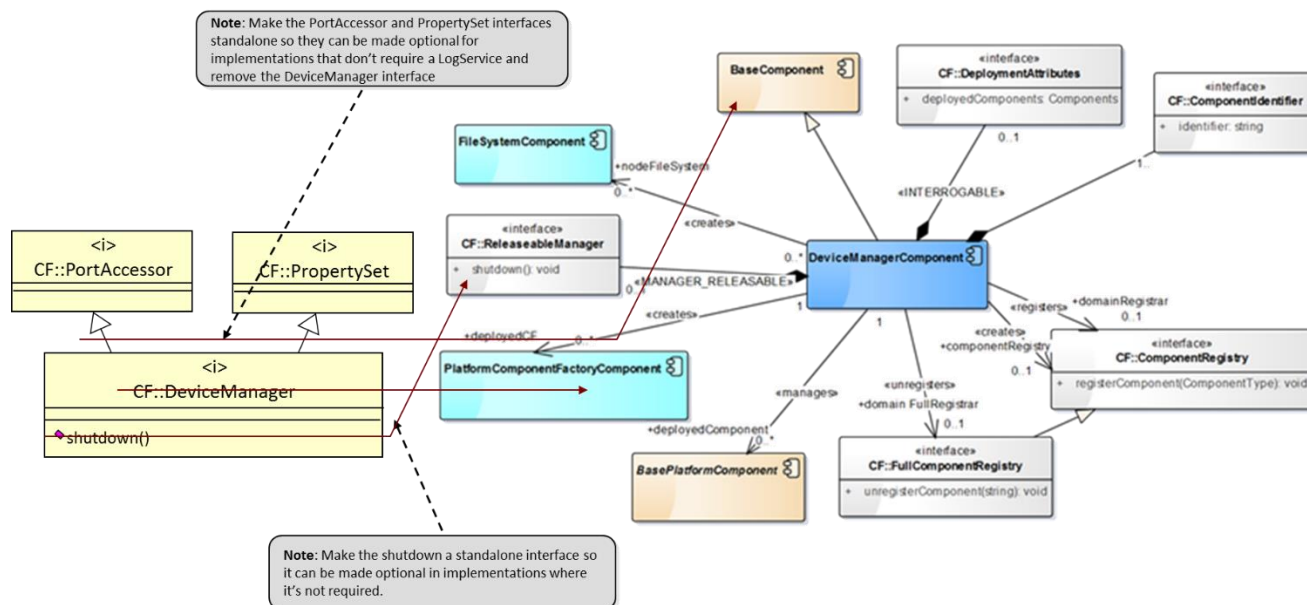 Note: Make the PortAccessor and PropertySet interfaces
standalone so they can be made optional for
implementations that don't require a LogService and
remove the DeviceManager interface
BaseComponent
«interface»
CF::DeploymentAttributes
+ deployedComponents: Components
«interface»
CF::ComponentIdentifier
+ identifier: string
0..1
1..
FileSystemComponent
+nodeFileSystem
0..*
«INTERROGABLE»
«creates»
<i>
CF::PortAccessor
<i>
CF::PropertySet
«interface»
CF::ReleaseableManager
+ shutdown(): void
0..1
«MANAGER_RELEASABLE»
0..*
DeviceManagerComponent
1
1
«creates»
+deployedCF
0..*
«registers»
+domainRegistrar
0..1
«creates»
+componentRegistry
0..1
<i>
CF::DeviceManager
shutdown()
PlatformComponentFactoryComponent
«interface»
CF::ComponentRegistry
+ registerComponent(ComponentType): void
«manages»
+deployedComponent
0..*
«unregisters»
+domain FullRegistrar
0..1
BasePlatformComponent
«interface»
CF::FullComponentRegistry
+ unregisterComponent(string): void
Note: Make the shutdown a standalone interface so
it can be made optional in implementations where
it's not required.